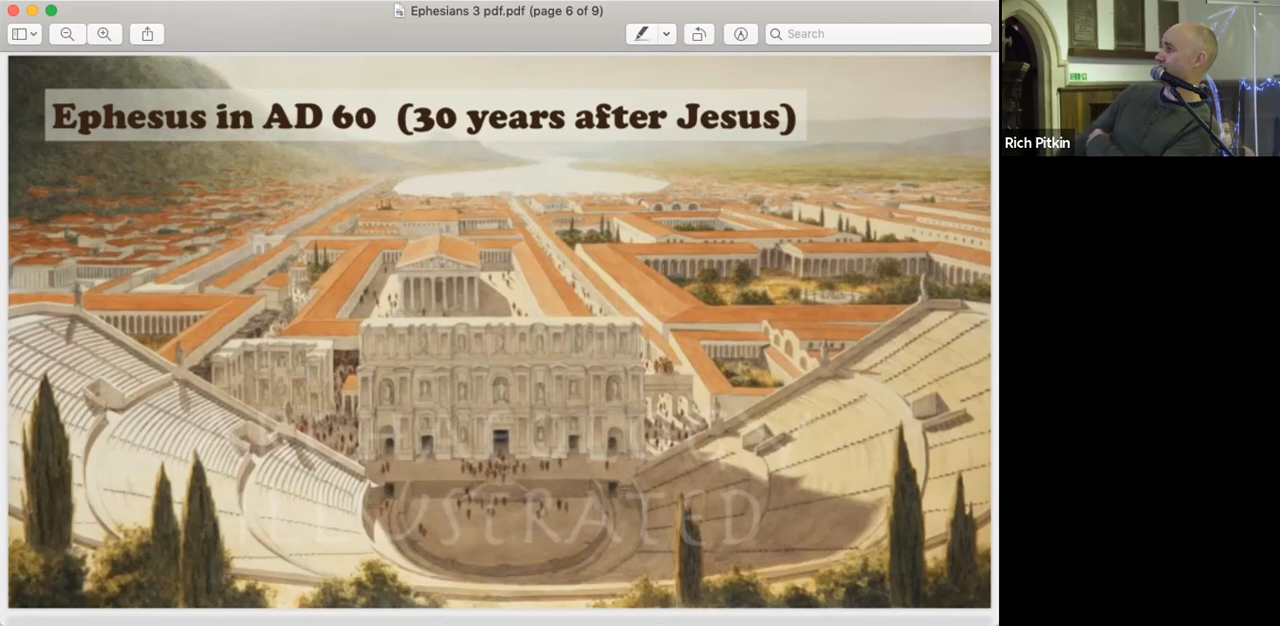 Ephesians 3 pdf.pdf (page 6 of 9)
Search
Ephesus in AD 60 (30 years after Jesus)
ILLUSTRATED
Rich Pitkin